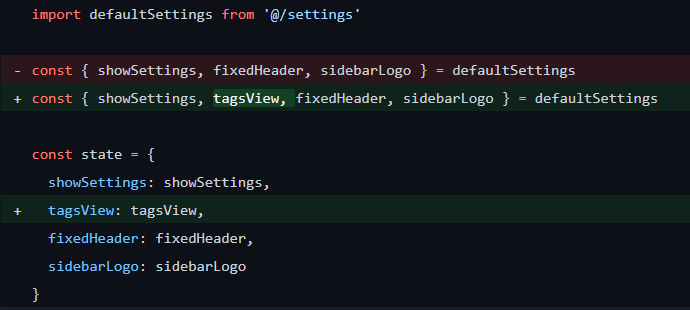 import defaultSettings from '@/settings'
- const { showSettings, fixedHeader, sidebarLogo } = defaultSettings
+ const { showSettings, tagsView, fixedHeader, sidebarLogo } = defaultSettings
const state = {
showSettings: showSettings,
+ tagsView: tagsView,
fixedHeader: fixedHeader,
sidebarLogo: sidebarLogo
}